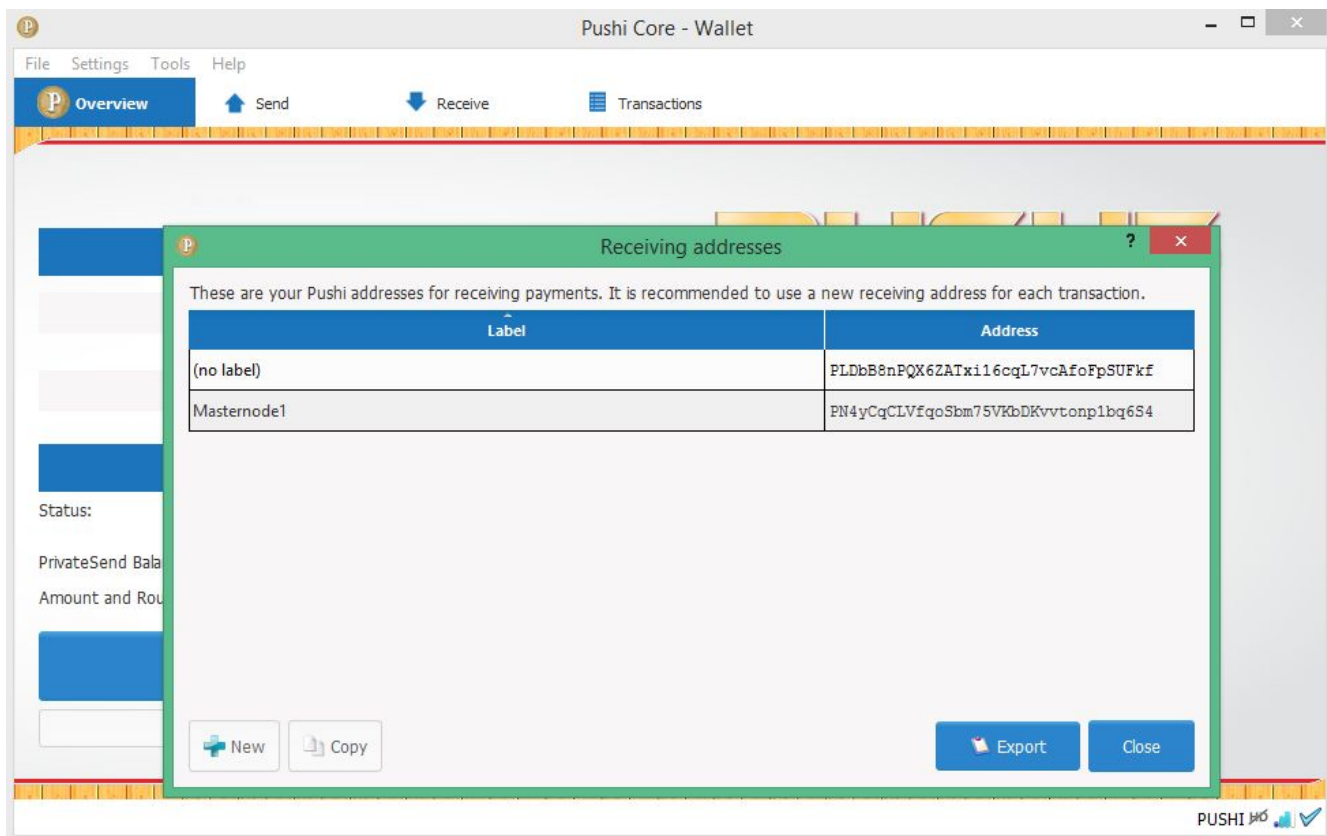 Pushi Core - Wallet
File Settings Tools Help
Overview Send Receive Transactions
Receiving addresses
These are your Pushi addresses for receiving payments. It is recommended to use a new receiving address for each transaction.
Label Address
(no label) PLDbB8nPQX6ZATxi16cqL7vcAfoFpSUFkf
Masternode1 PN4yCqCLVfqoSbm75VKbDKvvtonp1bq6S4
Status:
PrivateSend Bala
Amount and Rou
New Copy Export Close
PUSHI